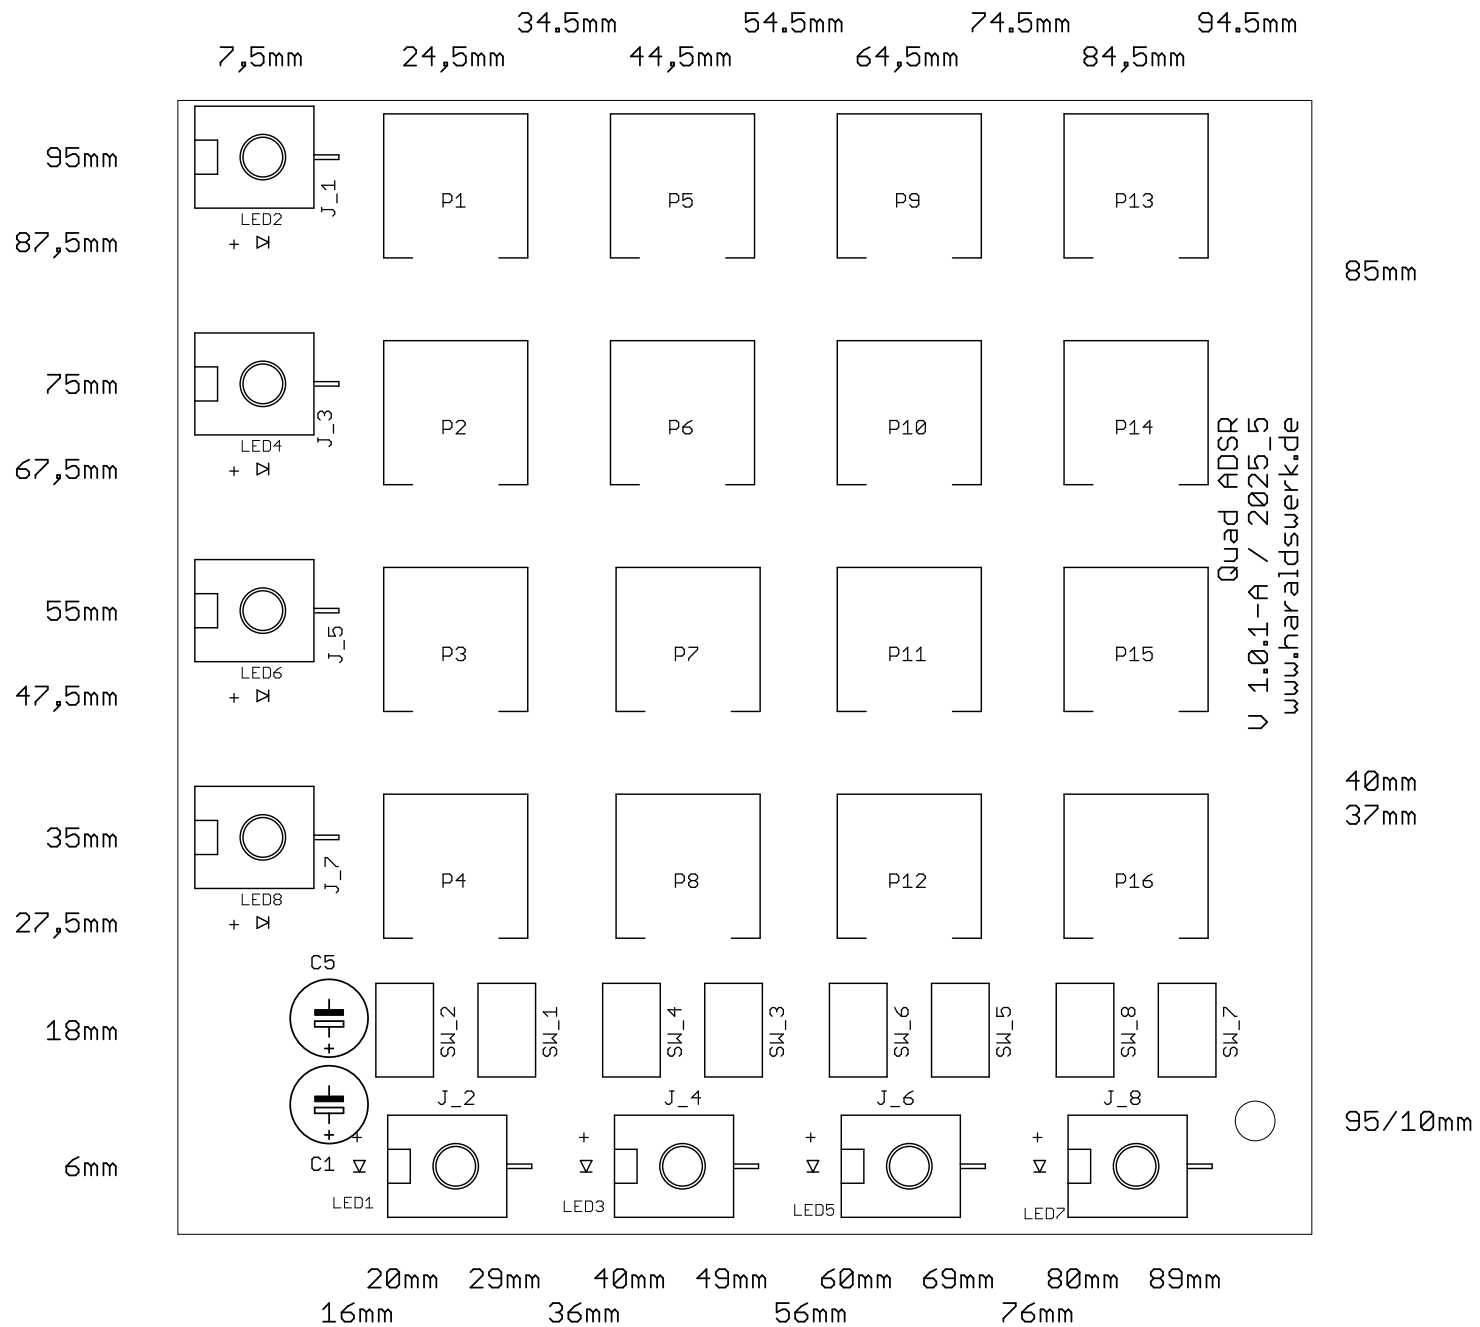 34.5mm 54.5mm 74.5mm 94.5mm
7,5mm 24,5mm 44,5mm 64,5mm 84,5mm
95mm
J_1
P1 P5 P9 P13
LED2
87,5mm +
85mm
75mm
J_3
P2 P6 P10 P14
LED4
67,5mm +
Quad ADSR
V 1.0.1-A / 2025_5
www.haraldswerk.de
55mm
J_5
P3 P7 P11 P15
LED6
47,5mm +
40mm
37mm
35mm
J_7
P4 P8 P12 P16
LED8
27,5mm +
C5
18mm
SW_2 SW_1 SW_4 SW_3 SW_6 SW_5 SW_8 SW_7
+
J_2 J_4 J_6 J_8
95/10mm
+ + + + +
C1
6mm
LED1 LED3 LED5 LED7
20mm 29mm 40mm 49mm 60mm 69mm 80mm 89mm
16mm 36mm 56mm 76mm